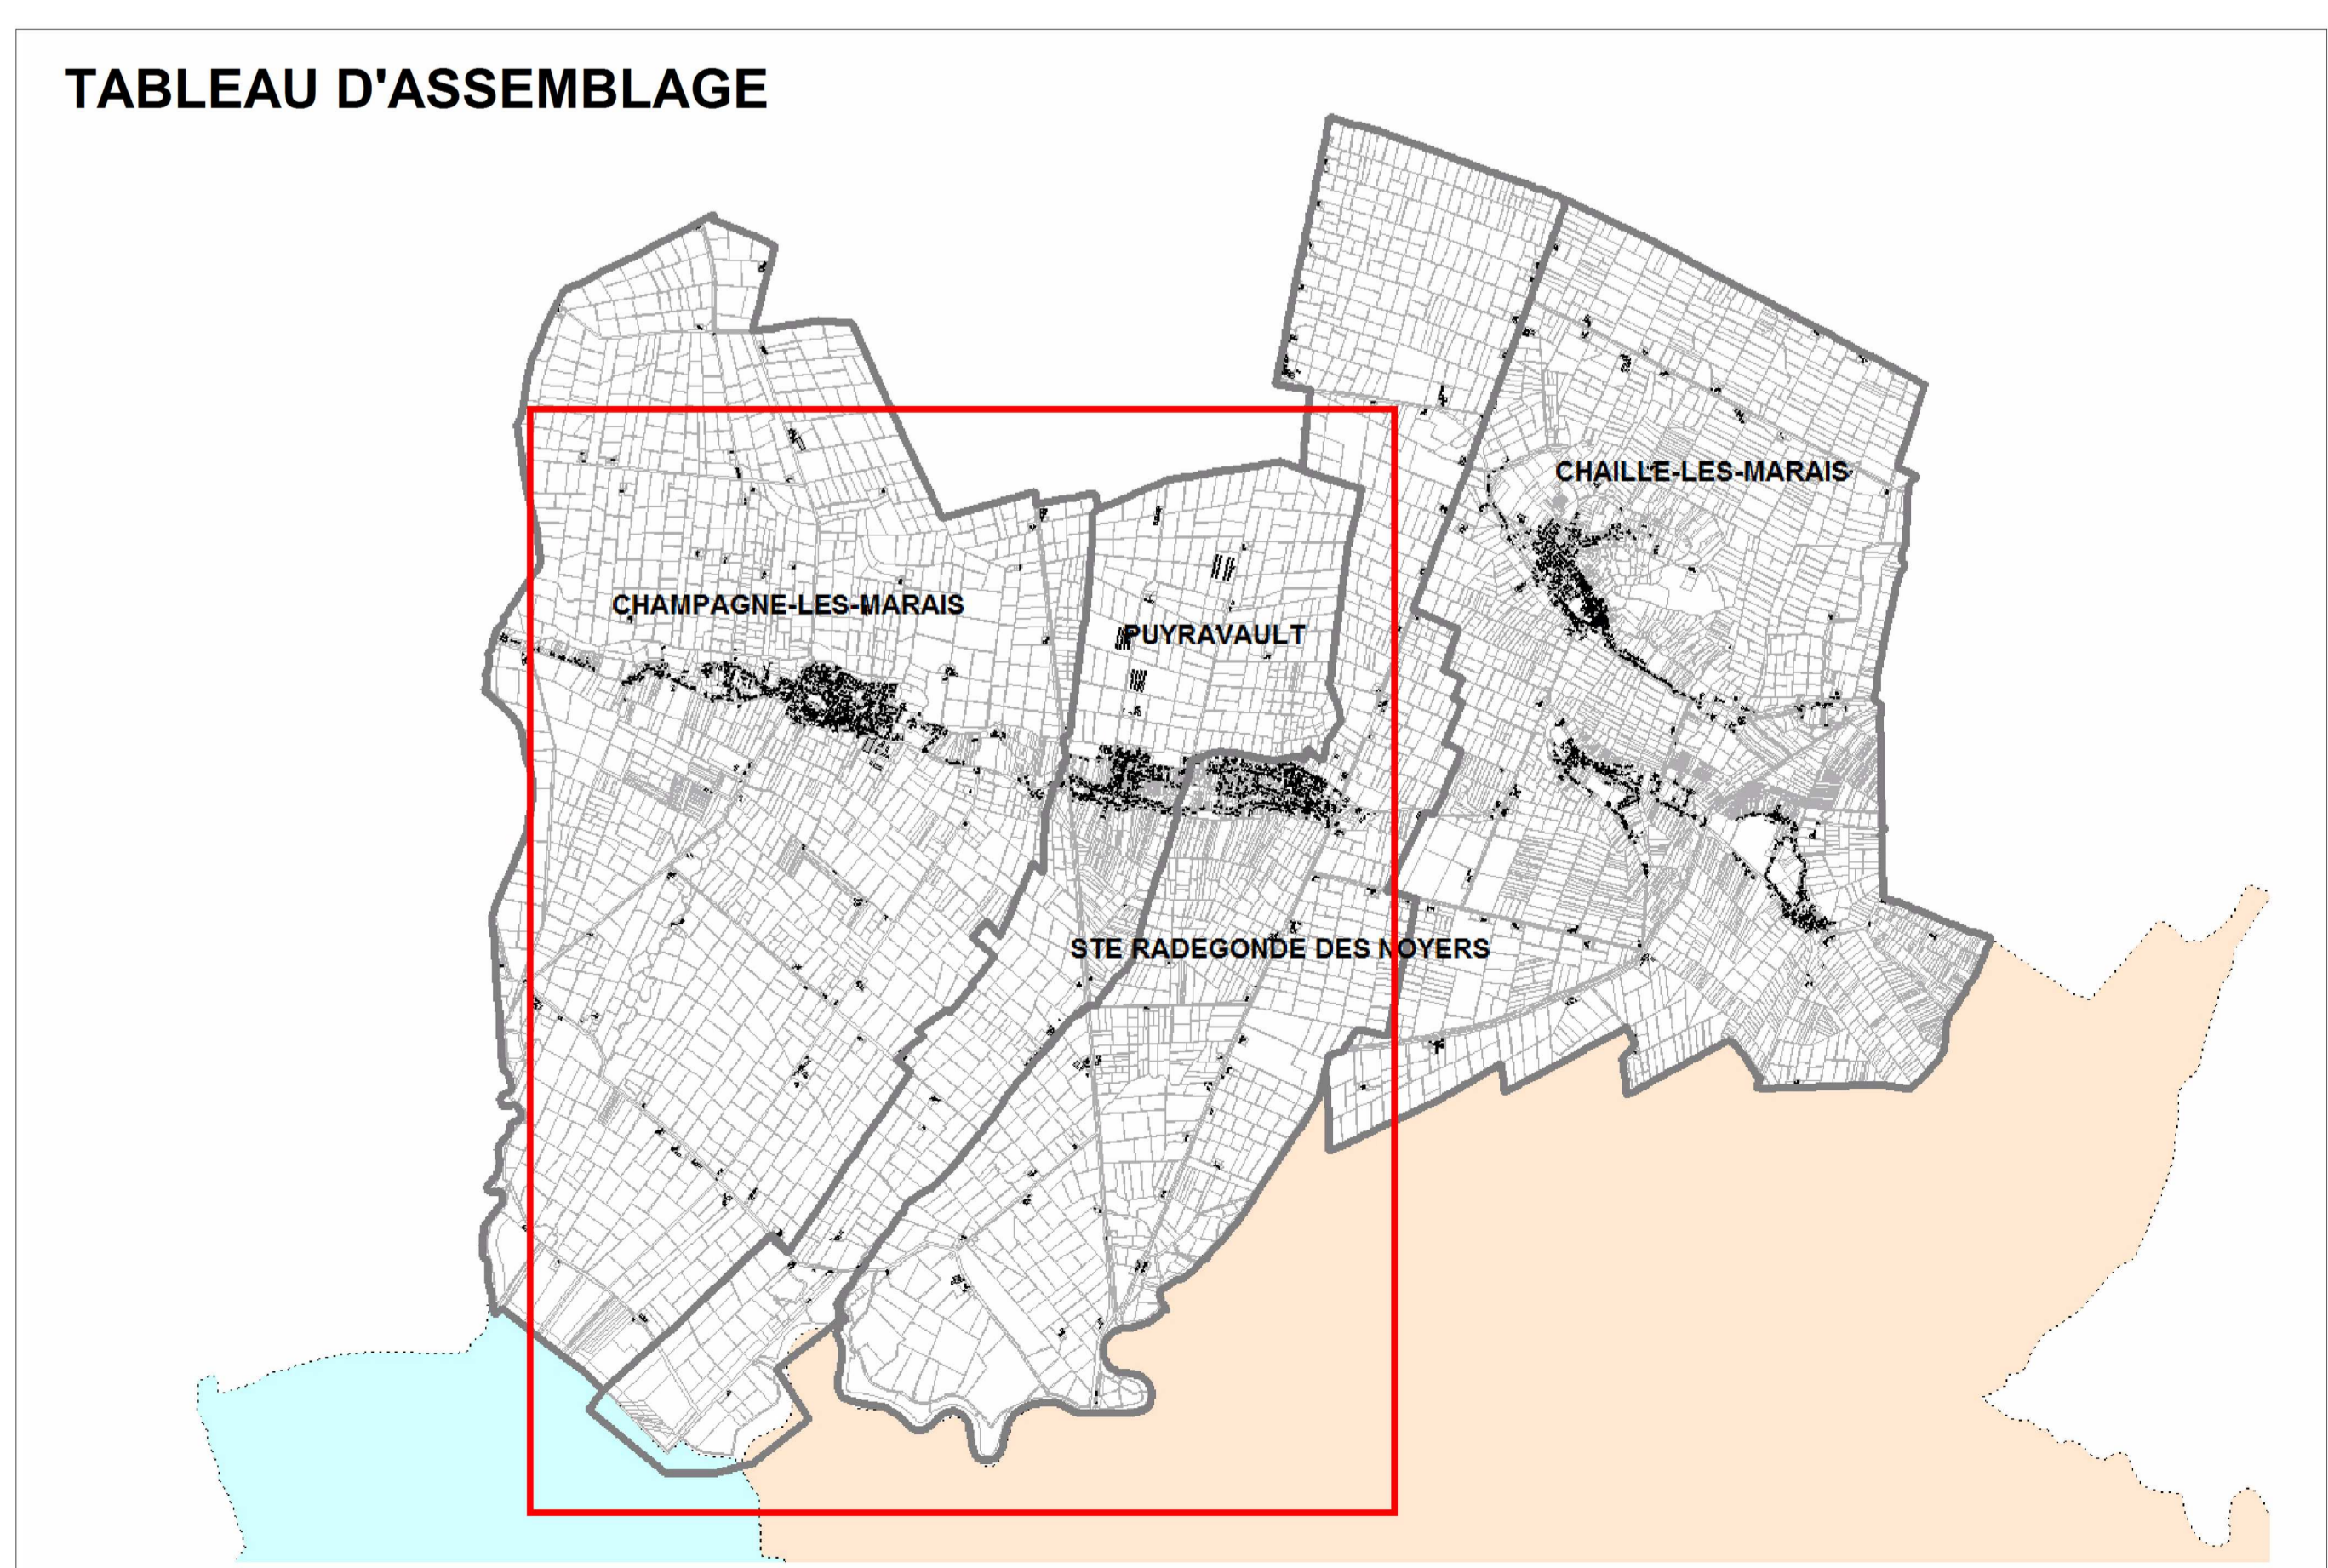 TABLEAU D'ASSEMBLAGE
CHAILLE-LES-MARAIS
CHAMPAGNE-LES-MARAIS
PUYRAVAULT
STE RADEGONDE DES NOYERS